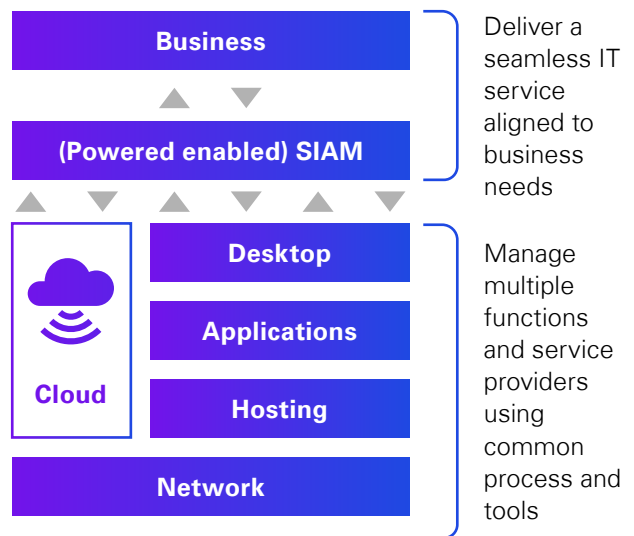 Business
(Powered enabled) SIAM
Deliver a
seamless IT
service
aligned to
business
needs
Cloud
Desktop
Applications
Hosting
Network
Manage
multiple
functions
and service
providers
using
common
process and
tools